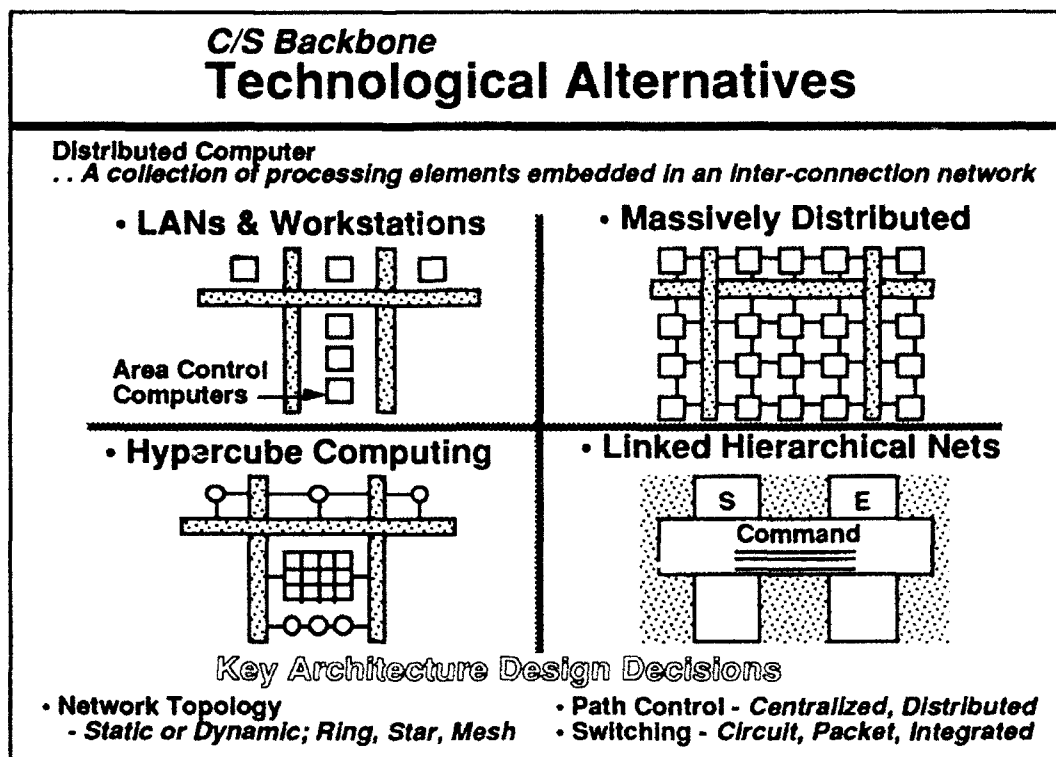 C/S Backbone
Technological Alternatives
Distributed Computer
. . A collection of processing elements embedded in an inter-connection network
• LANs & Workstations
Area Control
Computers
• Massively Distributed
• Hypercube Computing
• Linked Hierarchical Nets
S E
Command
Key Architecture Design Decisions
• Network Topology
- Static or Dynamic; Ring, Star, Mesh
• Path Control - Centralized, Distributed
• Switching - Circuit, Packet, Integrated